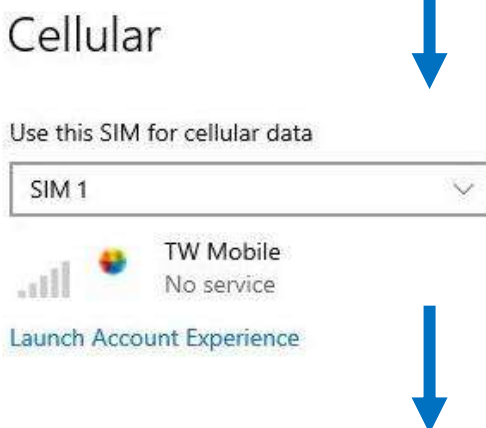 Cellular
Use this SIM for cellular data
SIM 1
TW Mobile
No service
Launch Account Experience